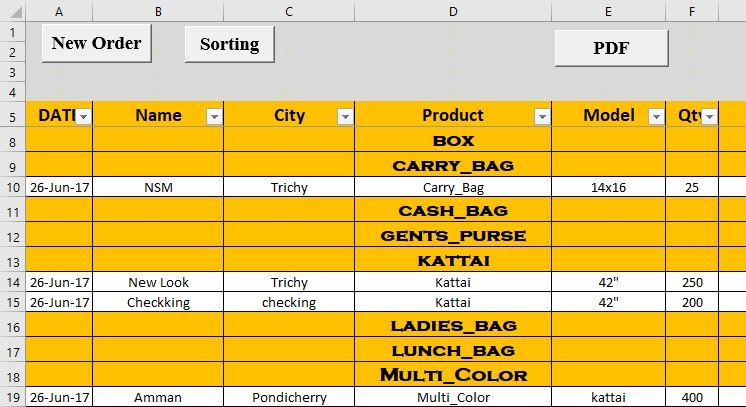 A B C D E F
1 New Order Sorting PDF
2
3
4
5 DATE Name City Product Model Qty
8 BOX
9 CARRY_BAG
10 26-Jun-17 NSM Trichy Carry_Bag 14x16 25
11 CASH_BAG
12 GENTS_PURSE
13 KATTAI
14 26-Jun-17 New Look Trichy Kattai 42" 250
15 26-Jun-17 Checkking checking Kattai 42" 200
16 LADIES_BAG
17 LUNCH_BAG
18 MULTI_COLOR
19 26-Jun-17 Amman Pondicherry Multi_Color kattai 400